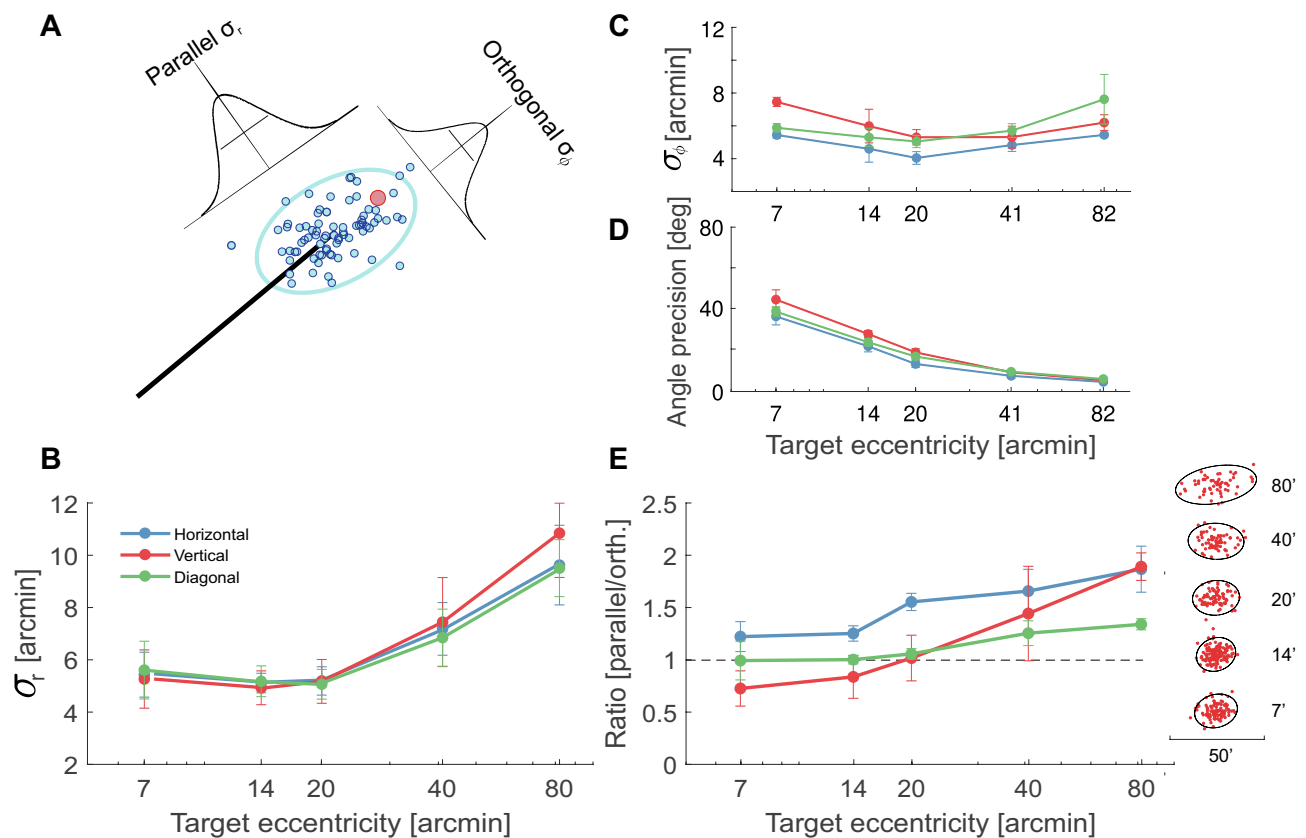 A
Parallel σr
Orthogonal σϕ
C
12
8
4
σϕ [arcmin]
7 14 20 41 82
D
80
40
0
Angle precision [deg]
7 14 20 41 82
Target eccentricity [arcmin]
B
12
10
8
6
4
2
σr [arcmin]
Horizontal
Vertical
Diagonal
7 14 20 40 80
Target eccentricity [arcmin]
E
2.5
2
1.5
1
0.5
0
Ratio [parallel/orth.]
7 14 20 40 80
Target eccentricity [arcmin]
80'
40'
20'
14'
7'
50'